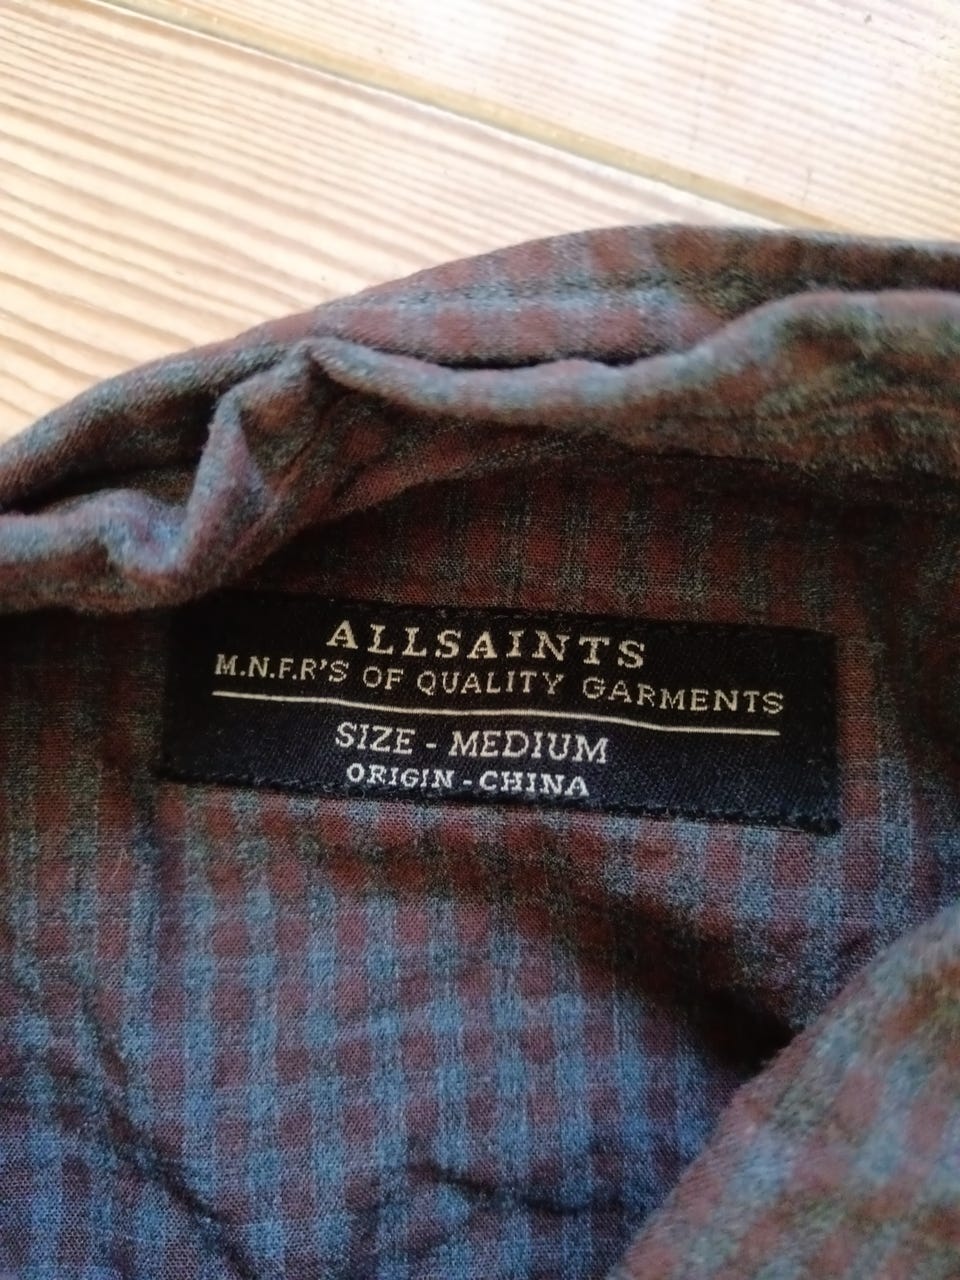 ALLSAINTS
M.N.F.R'S OF QUALITY GARMENTS
SIZE - MEDIUM
ORIGIN - CHINA